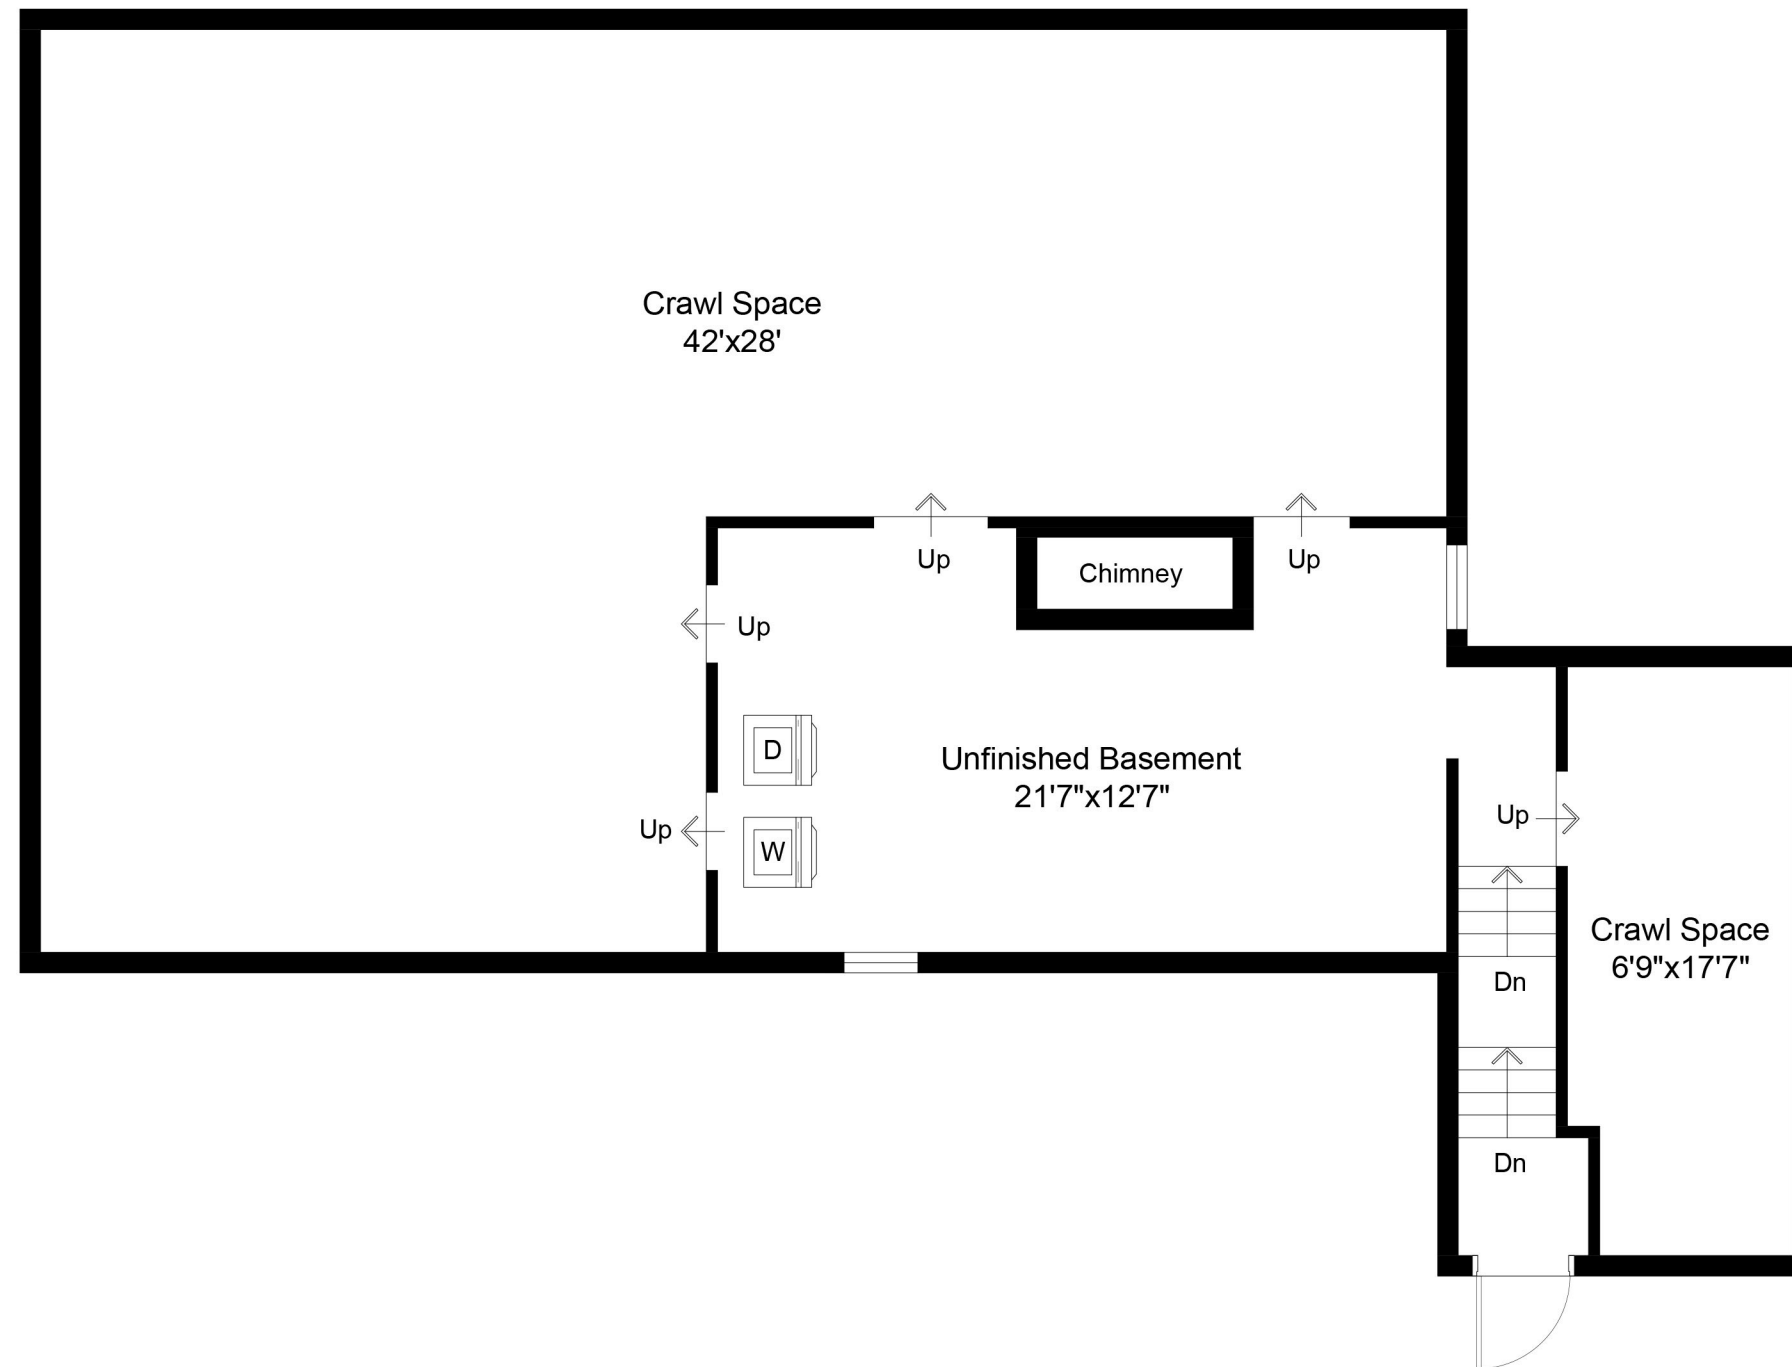 Crawl Space
42'x28'
Up
Chimney
Up
Up
D
Unfinished Basement
21'7"x12'7"
Up
Up
W
Crawl Space
6'9"x17'7"
Dn
Dn